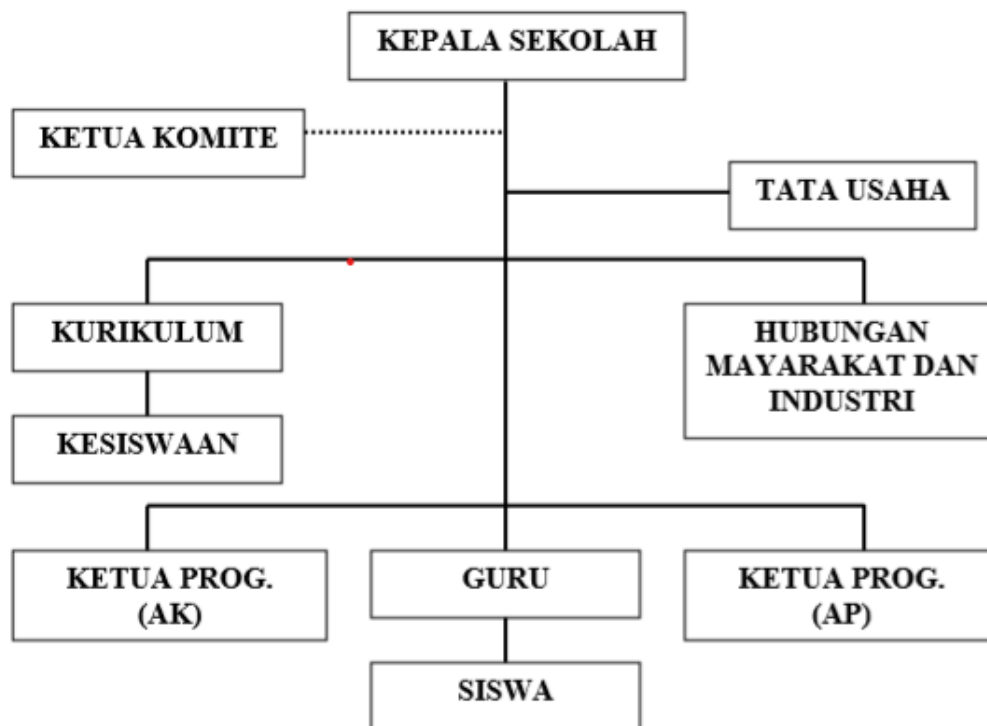 KEPALA SEKOLAH
KETUA KOMITE
TATA USAHA
KURIKULUM
HUBUNGAN
MAYARAKAT DAN
INDUSTRI
KESISWAAN
KETUA PROG.
(AK)
GURU
KETUA PROG.
(AP)
SISWA